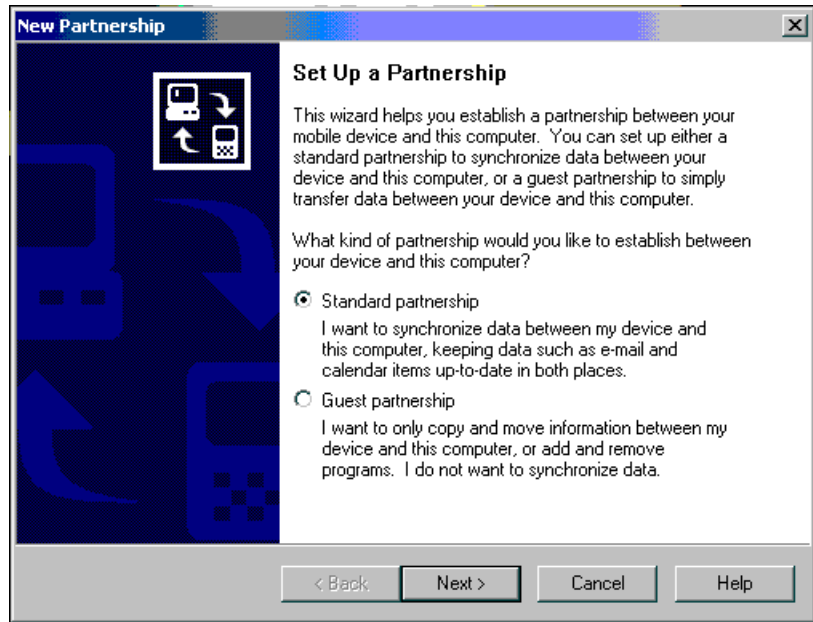 New Partnership
Set Up a Partnership
This wizard helps you establish a partnership between your
mobile device and this computer.  You can set up either a
standard partnership to synchronize data between your
device and this computer, or a guest partnership to simply
transfer data between your device and this computer.
What kind of partnership would you like to establish between
your device and this computer?
Standard partnership
I want to synchronize data between my device and
this computer, keeping data such as e-mail and
calendar items up-to-date in both places.
Guest partnership
I want to only copy and move information between my
device and this computer, or add and remove
programs.  I do not want to synchronize data.
< Back Next > Cancel Help